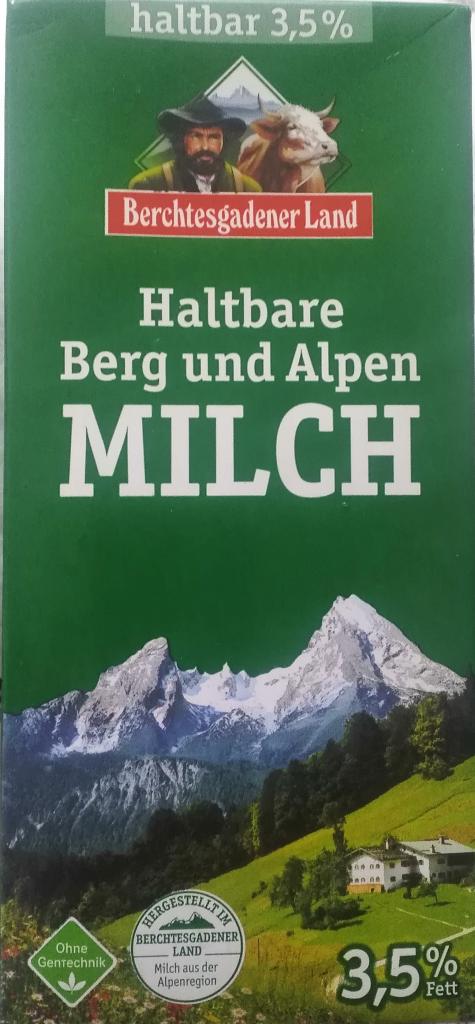 haltbar 3,5%
Berchtesgadener Land
Haltbare
Berg und Alpen
MILCH
Ohne
Gentechnik
HERGESTELLT IM
BERCHTESGADENER
LAND
Milch aus der
Alpenregion
3,5%
Fett